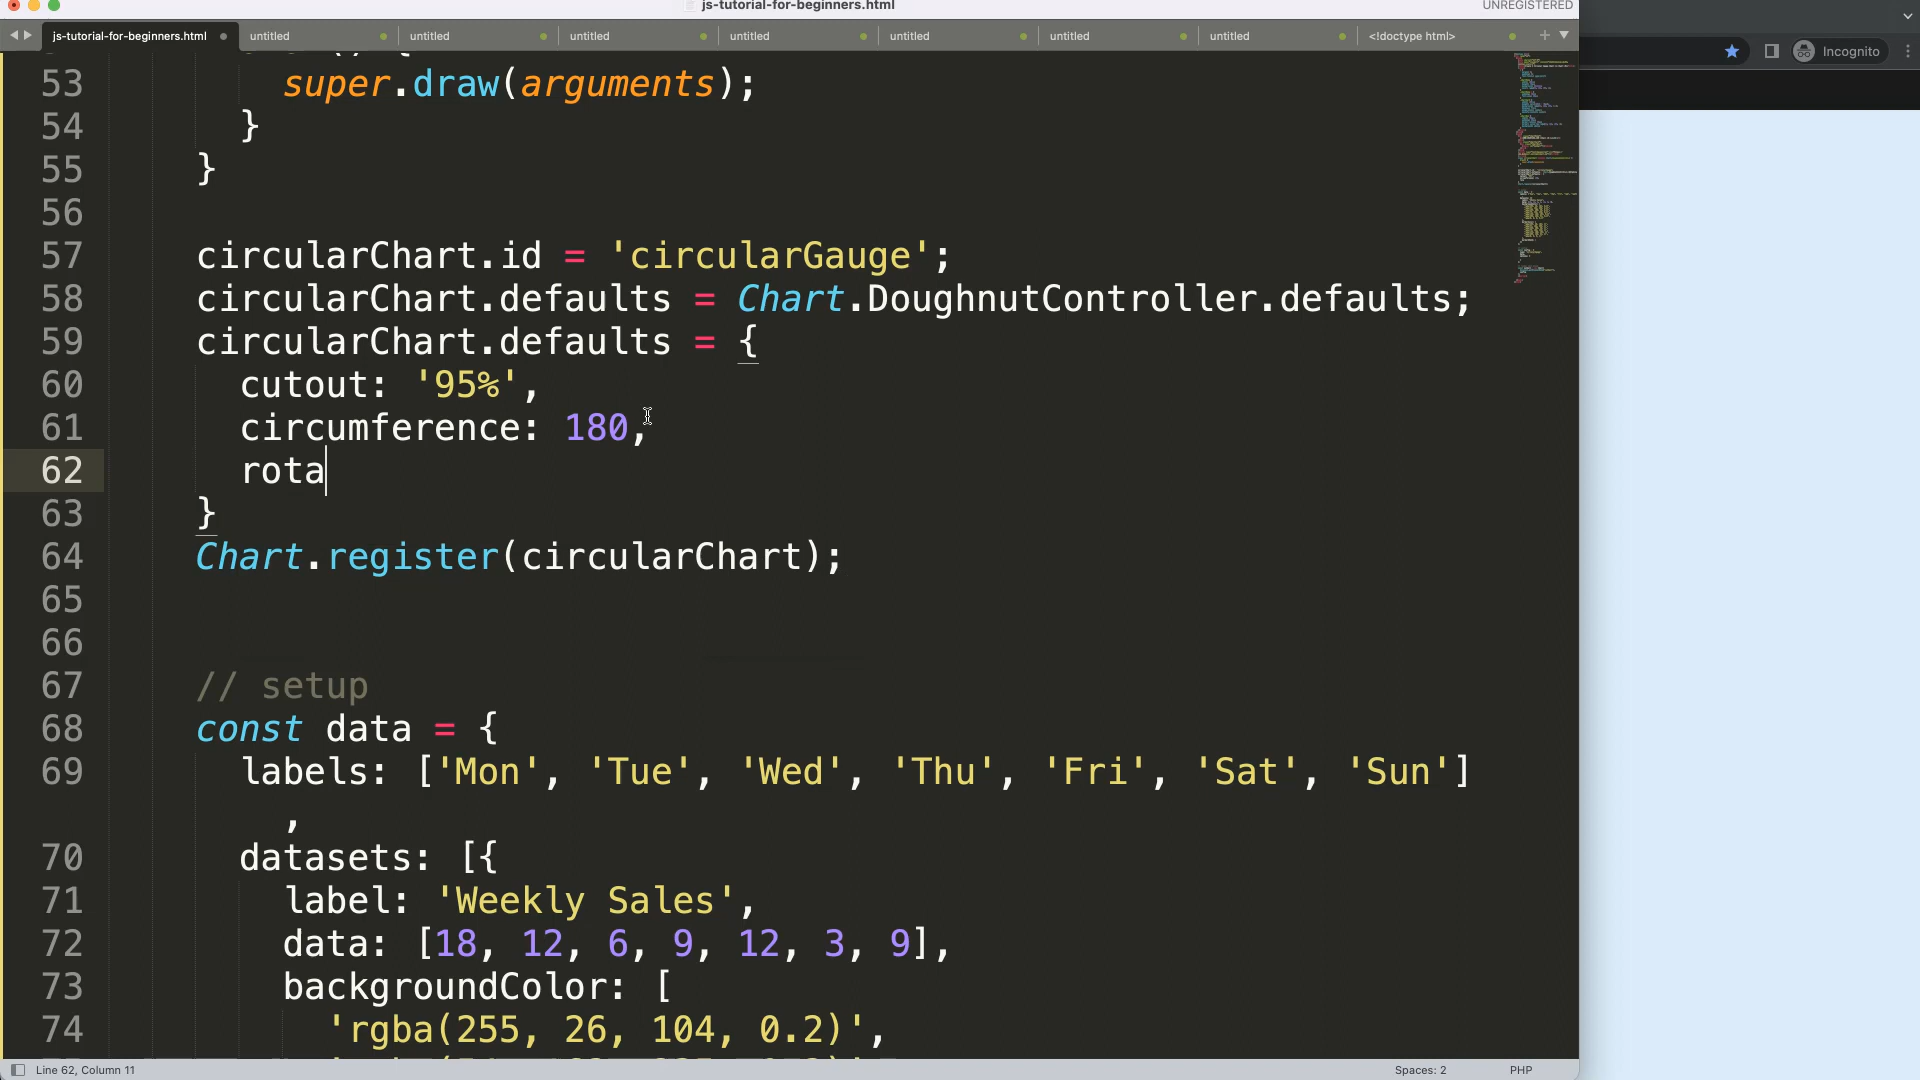 js-tutorial-for-beginners.html
UNREGISTERED
js-tutorial-for-beginners.html untitled untitled untitled untitled untitled untitled untitled <!doctype html>
Incognito
53 super.draw(arguments);
54 }
55 }
56
57 circularChart.id = 'circularGauge';
58 circularChart.defaults = Chart.DoughnutController.defaults;
59 circularChart.defaults = {
60 cutout: '95%',
61 circumference: 180,
62 rota
63 }
64 Chart.register(circularChart);
65
66
67 // setup
68 const data = {
69 labels: ['Mon', 'Tue', 'Wed', 'Thu', 'Fri', 'Sat', 'Sun']
,
70 datasets: [{
71 label: 'Weekly Sales',
72 data: [18, 12, 6, 9, 12, 3, 9],
73 backgroundColor: [
74 'rgba(255, 26, 104, 0.2)',
Line 62, Column 11
Spaces: 2
PHP